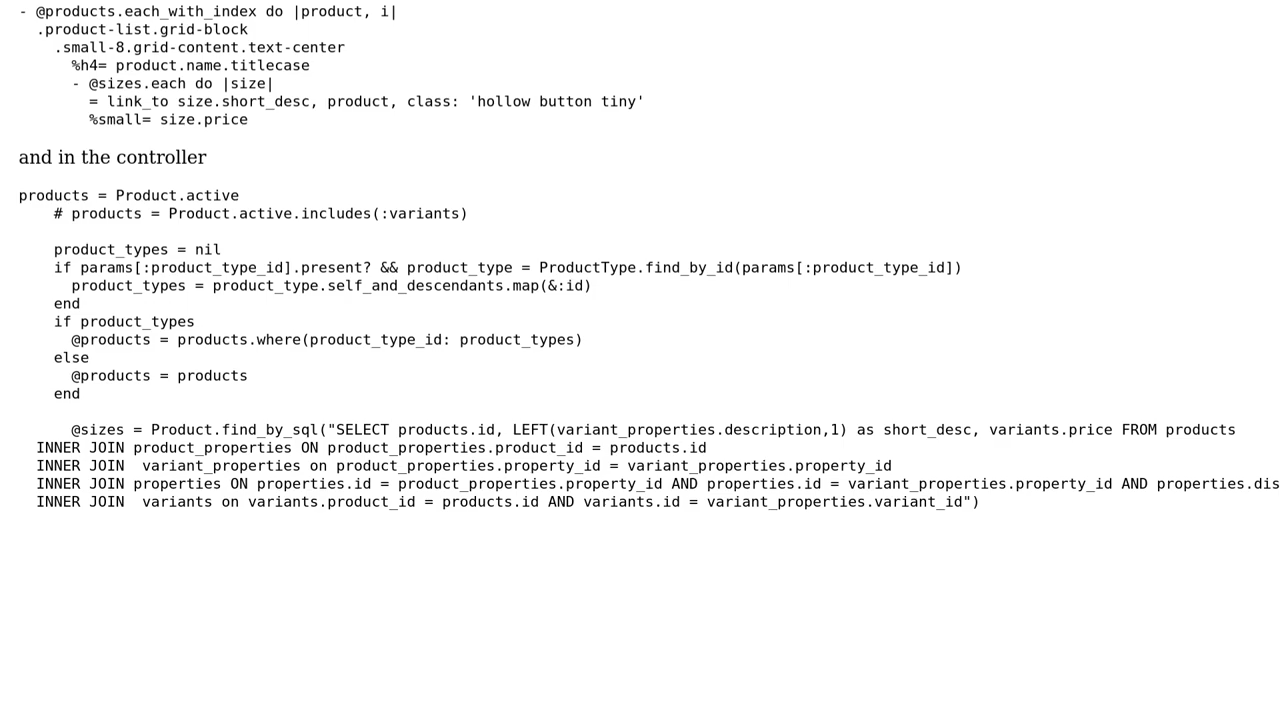 - @products.each_with_index do |product, i|
  .product-list.grid-block
    .small-8.grid-content.text-center
      %h4= product.name.titlecase
      - @sizes.each do |size|
        = link_to size.short_desc, product, class: 'hollow button tiny'
        %small= size.price
and in the controller
products = Product.active
    # products = Product.active.includes(:variants)
    product_types = nil
    if params[:product_type_id].present? && product_type = ProductType.find_by_id(params[:product_type_id])
      product_types = product_type.self_and_descendants.map(&:id)
    end
    if product_types
      @products = products.where(product_type_id: product_types)
    else
      @products = products
    end
      @sizes = Product.find_by_sql("SELECT products.id, LEFT(variant_properties.description,1) as short_desc, variants.price FROM products
  INNER JOIN product_properties ON product_properties.product_id = products.id
  INNER JOIN  variant_properties on product_properties.property_id = variant_properties.property_id
  INNER JOIN properties ON properties.id = product_properties.property_id AND properties.id = variant_properties.property_id AND properties.dis
  INNER JOIN  variants on variants.product_id = products.id AND variants.id = variant_properties.variant_id")